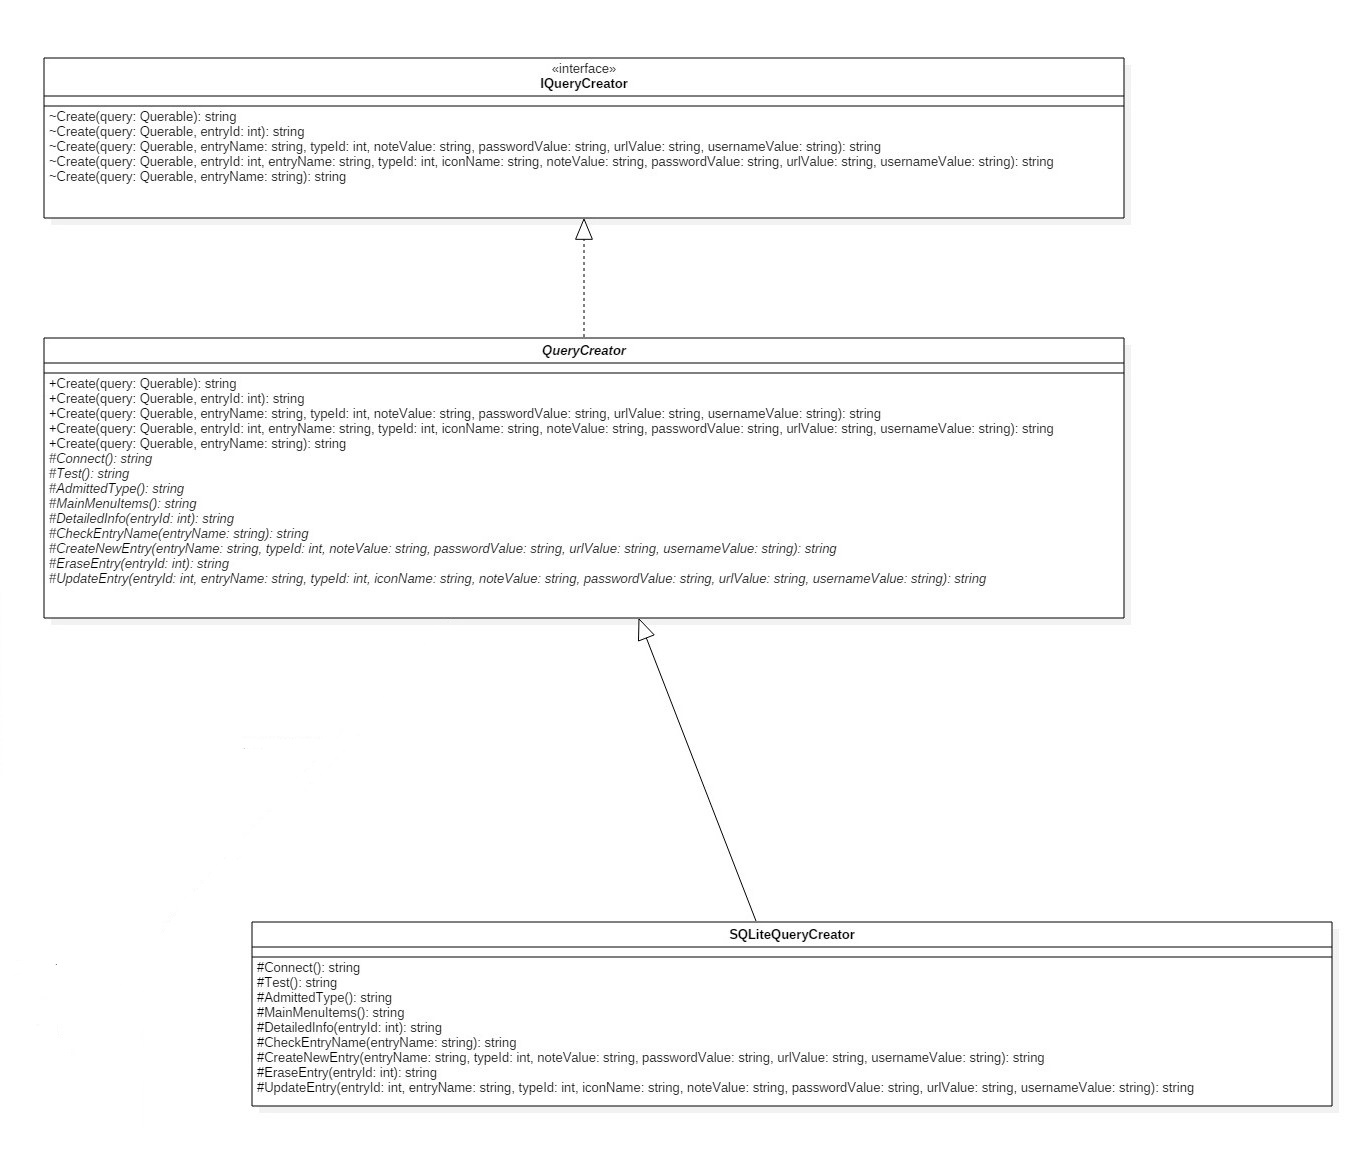 «interface»
IQueryCreator
~Create(query: Querable): string
~Create(query: Querable, entryId: int): string
~Create(query: Querable, entryName: string, typeId: int, noteValue: string, passwordValue: string, urlValue: string, usernameValue: string): string
~Create(query: Querable, entryId: int, entryName: string, typeId: int, iconName: string, noteValue: string, passwordValue: string, urlValue: string, usernameValue: string): string
~Create(query: Querable, entryName: string): string
QueryCreator
+Create(query: Querable): string
+Create(query: Querable, entryId: int): string
+Create(query: Querable, entryName: string, typeId: int, noteValue: string, passwordValue: string, urlValue: string, usernameValue: string): string
+Create(query: Querable, entryId: int, entryName: string, typeId: int, iconName: string, noteValue: string, passwordValue: string, urlValue: string, usernameValue: string): string
+Create(query: Querable, entryName: string): string
#Connect(): string
#Test(): string
#AdmittedType(): string
#MainMenuItems(): string
#DetailedInfo(entryId: int): string
#CheckEntryName(entryName: string): string
#CreateNewEntry(entryName: string, typeId: int, noteValue: string, passwordValue: string, urlValue: string, usernameValue: string): string
#EraseEntry(entryId: int): string
#UpdateEntry(entryId: int, entryName: string, typeId: int, iconName: string, noteValue: string, passwordValue: string, urlValue: string, usernameValue: string): string
SQLiteQueryCreator
#Connect(): string
#Test(): string
#AdmittedType(): string
#MainMenuItems(): string
#DetailedInfo(entryId: int): string
#CheckEntryName(entryName: string): string
#CreateNewEntry(entryName: string, typeId: int, noteValue: string, passwordValue: string, urlValue: string, usernameValue: string): string
#EraseEntry(entryId: int): string
#UpdateEntry(entryId: int, entryName: string, typeId: int, iconName: string, noteValue: string, passwordValue: string, urlValue: string, usernameValue: string): string